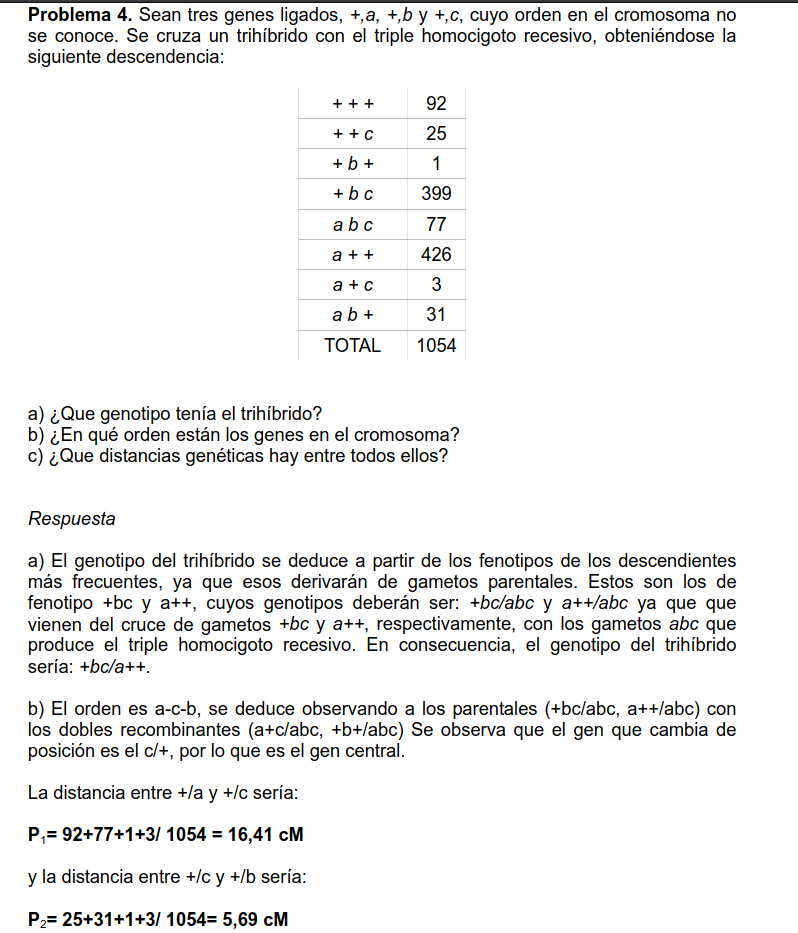 Problema 4. Sean tres genes ligados, +,a, +,b y +,c, cuyo orden en el cromosoma no
se conoce. Se cruza un trihíbrido con el triple homocigoto recesivo, obteniéndose la
siguiente descendencia:
+ + + 92
+ + c 25
+ b + 1
+ b c 399
a b c 77
a + + 426
a + c 3
a b + 31
TOTAL 1054
a) ¿Que genotipo tenía el trihíbrido?
b) ¿En qué orden están los genes en el cromosoma?
c) ¿Que distancias genéticas hay entre todos ellos?
Respuesta
a) El genotipo del trihíbrido se deduce a partir de los fenotipos de los descendientes
más frecuentes, ya que esos derivarán de gametos parentales. Estos son los de
fenotipo +bc y a++, cuyos genotipos deberán ser: +bc/abc y a++/abc ya que que
vienen del cruce de gametos +bc y a++, respectivamente, con los gametos abc que
produce el triple homocigoto recesivo. En consecuencia, el genotipo del trihíbrido
sería: +bc/a++.
b) El orden es a-c-b, se deduce observando a los parentales (+bc/abc, a++/abc) con
los dobles recombinantes (a+c/abc, +b+/abc) Se observa que el gen que cambia de
posición es el c/+, por lo que es el gen central.
La distancia entre +/a y +/c sería:
P₁= 92+77+1+3/ 1054 = 16,41 cM
y la distancia entre +/c y +/b sería:
P₂= 25+31+1+3/ 1054= 5,69 cM